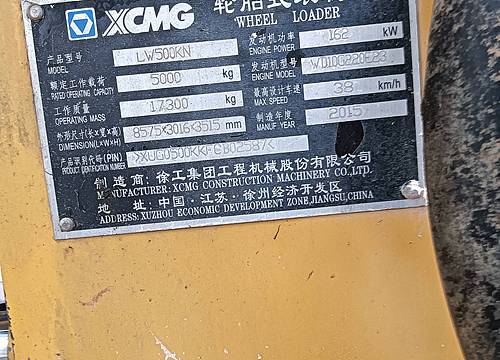 XCMG 轮胎式装载机
WHEEL LOADER
产品型号 MODEL LW500KN 发动机功率 ENGINE POWER 162 kW
额定工作载荷 RATED OPERATING CAPACITY 5000 kg 发动机型号 ENGINE MODEL WD10G220E23
工作质量 OPERATING MASS 17300 kg 最高设计车速 MAX SPEED 38 km/h
外形尺寸(长×宽×高) DIMENSION(L×W×H) 8575×3016×3515 mm 制造年度 MANUF YEAR 2015
产品识别代码(PIN) PRODUCT IDENTIFICATION NUMBER
制造商: 徐工集团工程机械股份有限公司
MANUFACTURER: XCMG CONSTRUCTION MACHINERY CO.,LTD.
地址: 中国·江苏·徐州经济开发区
ADDRESS: XUZHOU ECONOMIC DEVELOPMENT ZONE,JIANGSU,CHINA